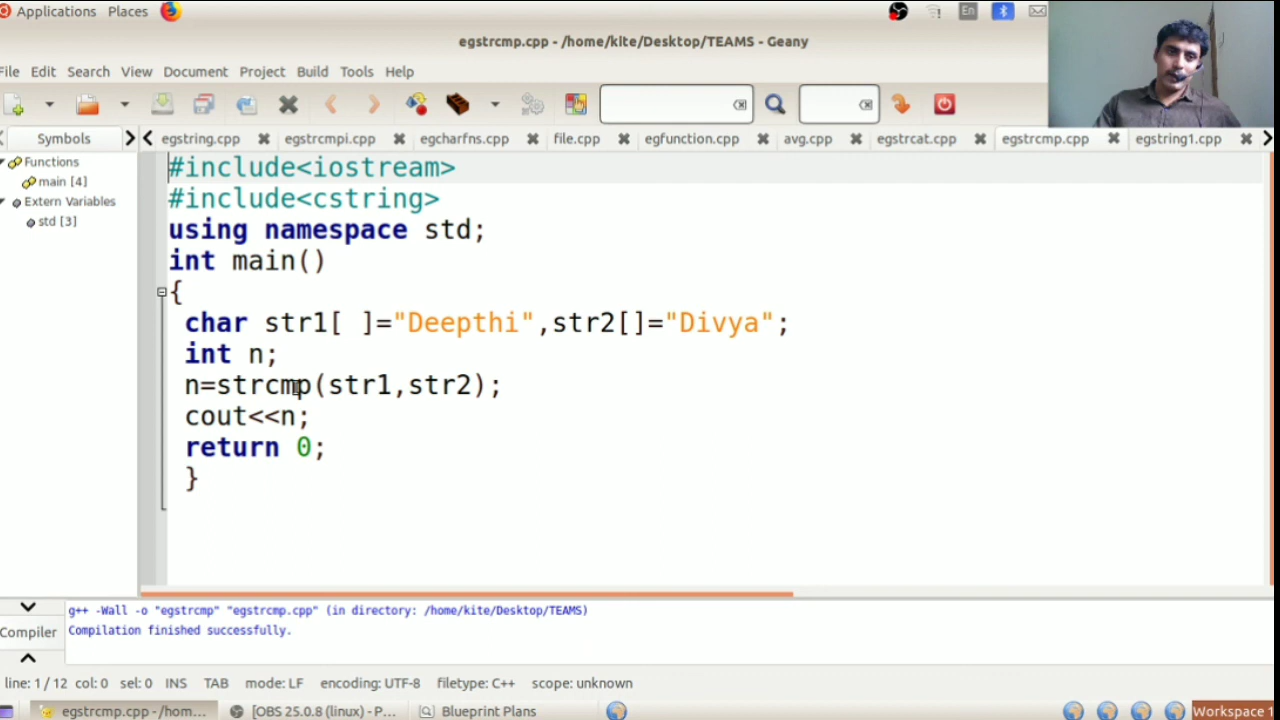 Applications Places
En
egstrcmp.cpp - /home/kite/Desktop/TEAMS - Geany
File Edit Search View Document Project Build Tools Help
Symbols
egstring.cpp egstrcmpi.cpp egcharfns.cpp file.cpp egfunction.cpp avg.cpp egstrcat.cpp egstrcmp.cpp egstring1.cpp
Functions
main [4]
Extern Variables
std [3]
#include<iostream>
#include<cstring>
using namespace std;
int main()
{
char str1[ ]="Deepthi",str2[]="Divya";
int n;
n=strcmp(str1,str2);
cout<<n;
return 0;
}
Compiler
g++ -Wall -o "egstrcmp" "egstrcmp.cpp" (in directory: /home/kite/Desktop/TEAMS)
Compilation finished successfully.
line: 1 / 12 col: 0 sel: 0 INS TAB mode: LF encoding: UTF-8 filetype: C++ scope: unknown
egstrcmp.cpp - /hom... [OBS 25.0.8 (linux) - P... Blueprint Plans Workspace 1